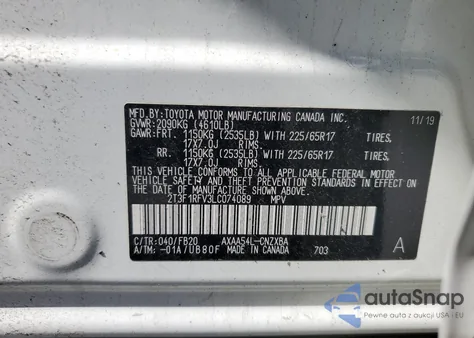 MFD.BY:TOYOTA MOTOR MANUFACTURING CANADA INC.
GVWR:2090KG (4610LB) 11/19
GAWR:FRT. 1150KG (2535LB) WITH 225/65R17 TIRES,
17X7.0J RIMS.
RR. 1150KG (2535LB) WITH 225/65R17 TIRES,
17X7.0J RIMS.
THIS VEHICLE CONFORMS TO ALL APPLICABLE FEDERAL MOTOR
VEHICLE SAFETY AND THEFT PREVENTION STANDARDS IN EFFECT
ON THE DATE OF MANUFACTURE SHOWN ABOVE.
2T3F1RFV3LC074089 MPV
C/TR:040/FB20 AXAA54L-CNZXBA A
A/TM: -01A/UB80F MADE IN CANADA 703
autaSnap
Pewne auta z aukcji USA i EU